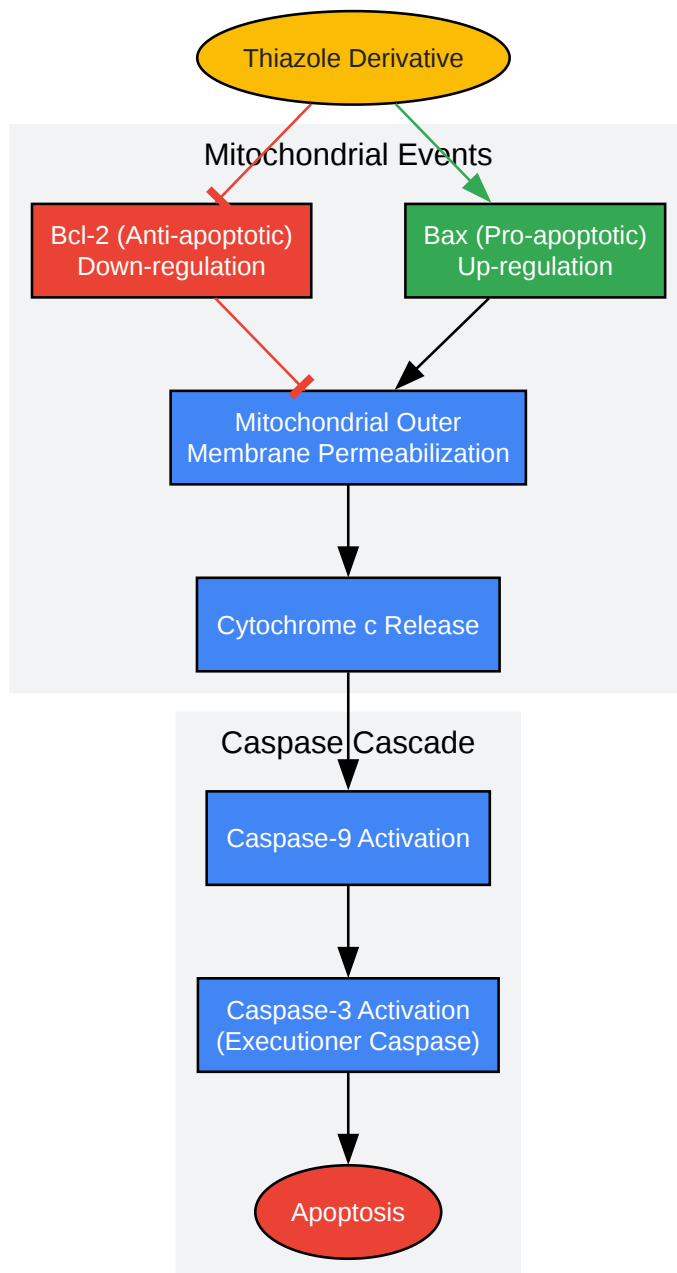 Thiazole Derivative
Mitochondrial Events
Bcl-2 (Anti-apoptotic)
Down-regulation
Bax (Pro-apoptotic)
Up-regulation
Mitochondrial Outer
Membrane Permeabilization
Cytochrome c Release
Caspase Cascade
Caspase-9 Activation
Caspase-3 Activation
(Executioner Caspase)
Apoptosis